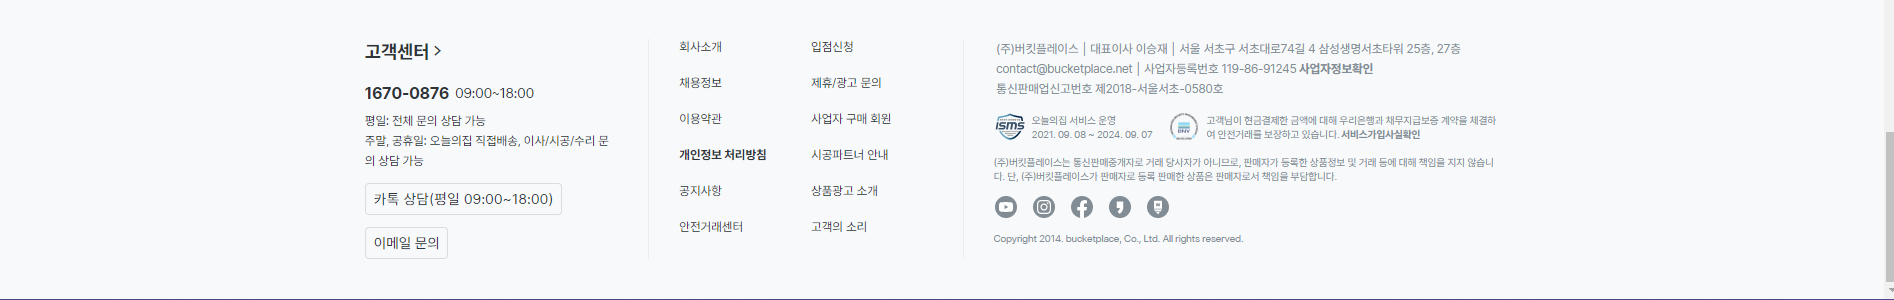 고객센터 >
1670-0876 09:00~18:00
평일: 전체 문의 상담 가능
주말, 공휴일: 오늘의집 직접배송, 이사/시공/수리 문
의 상담 가능
카톡 상담(평일 09:00~18:00)
이메일 문의
회사소개
채용정보
이용약관
개인정보 처리방침
공지사항
안전거래센터
입점신청
제휴/광고 문의
사업자 구매 회원
시공파트너 안내
상품광고 소개
고객의 소리
(주)버킷플레이스 | 대표이사 이승재 | 서울 서초구 서초대로74길 4 삼성생명서초타워 25층, 27층
contact@bucketplace.net | 사업자등록번호 119-86-91245 사업자정보확인
통신판매업신고번호 제2018-서울서초-0580호
isms
오늘의집 서비스 운영
2021. 09. 08 ~ 2024. 09. 07
고객님이 현금결제한 금액에 대해 우리은행과 채무지급보증 계약을 체결하
여 안전거래를 보장하고 있습니다. 서비스가입사실확인
(주)버킷플레이스는 통신판매중개자로 거래 당사자가 아니므로, 판매자가 등록한 상품정보 및 거래 등에 대해 책임을 지지 않습니
다. 단, (주)버킷플레이스가 판매자로 등록 판매한 상품은 판매자로서 책임을 부담합니다.
Copyright 2014. bucketplace, Co., Ltd. All rights reserved.